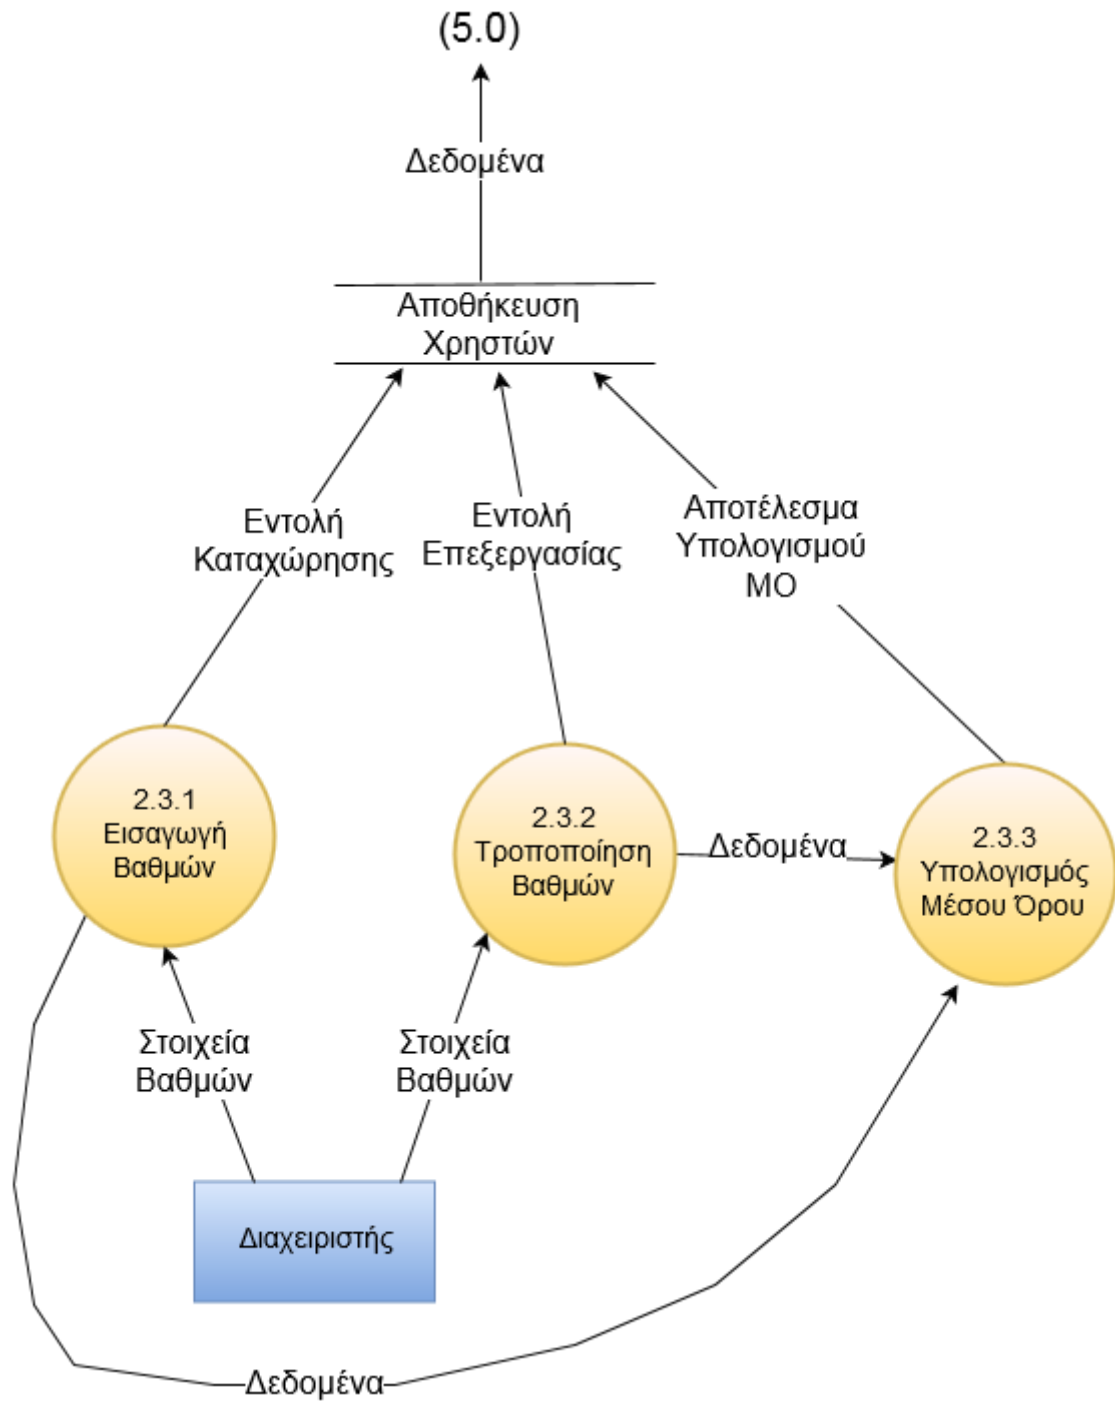 (5.0)
Δεδομένα
Αποθήκευση
Χρηστών
Εντολή
Καταχώρησης
Εντολή
Επεξεργασίας
Αποτέλεσμα
Υπολογισμού
ΜΟ
2.3.1
Εισαγωγή
Βαθμών
2.3.2
Τροποποίηση
Βαθμών
Δεδομένα
2.3.3
Υπολογισμός
Μέσου Όρου
Στοιχεία
Βαθμών
Στοιχεία
Βαθμών
Διαχειριστής
Δεδομένα